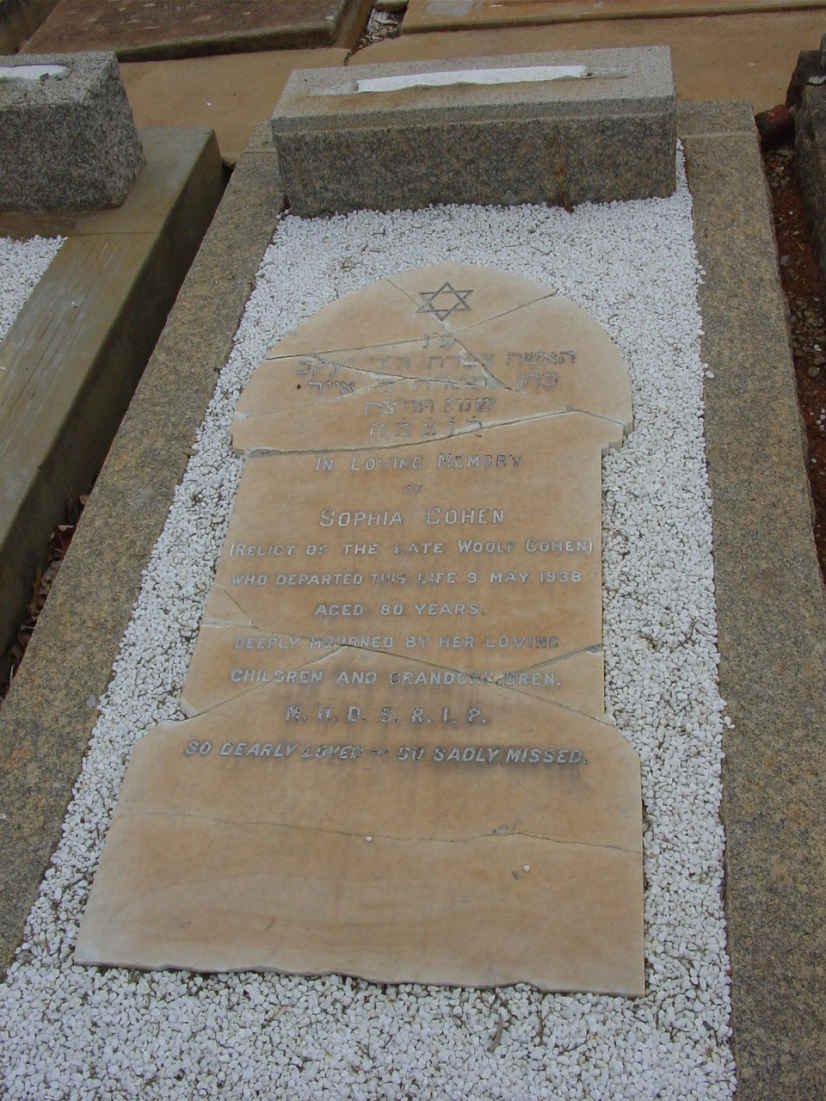 פ נ
האשה
IN LOVING MEMORY
OF
SOPHIA COHEN
(RELICT OF THE LATE WOOLF COHEN)
WHO DEPARTED THIS LIFE 9 MAY 1938
AGED 80 YEARS.
DEEPLY MOURNED BY HER LOVING
CHILDREN AND GRANDCHILDREN.
M. H. D. S. R. I. P.
SO DEARLY LOVED — SO SADLY MISSED.